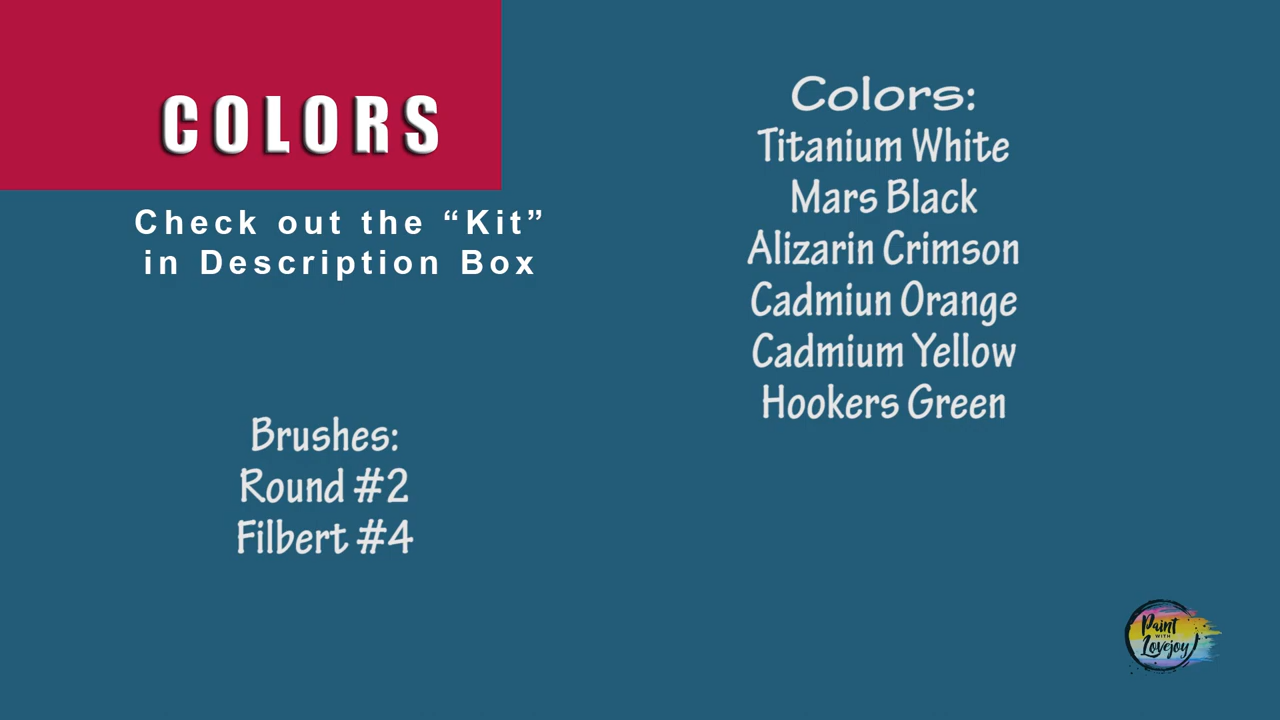 COLORS
Check out the “Kit”
in Description Box
Colors:
Titanium White
Mars Black
Alizarin Crimson
Cadmiun Orange
Cadmium Yellow
Hookers Green
Brushes:
Round #2
Filbert #4
Paint
WITH
Lovejoy